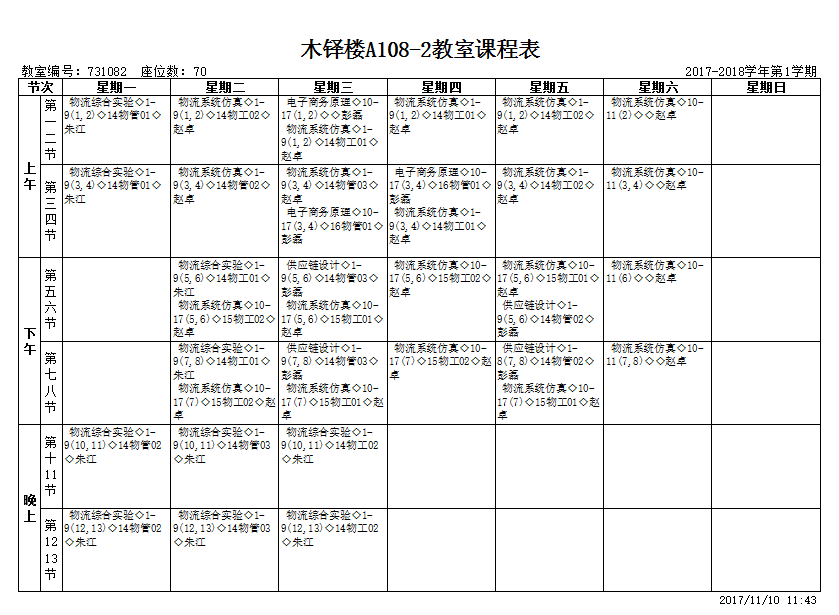 木铎楼A108-2教室课程表
教室编号：731082　座位数：70
2017-2018学年第1学期
节次 星期一 星期二 星期三 星期四 星期五 星期六 星期日
上午
第一二节
物流综合实验◇1-
9(1,2)◇14物管01◇
朱江
物流系统仿真◇1-
9(1,2)◇14物工02◇
赵卓
电子商务原理◇10-
17(1,2)◇◇彭磊
物流系统仿真◇1-
9(1,2)◇14物工01◇
赵卓
物流系统仿真◇1-
9(1,2)◇14物工01◇
赵卓
物流系统仿真◇1-
9(1,2)◇14物工02◇
赵卓
物流系统仿真◇10-
11(2)◇◇赵卓
第三四节
物流综合实验◇1-
9(3,4)◇14物管01◇
朱江
物流系统仿真◇1-
9(3,4)◇14物管02◇
赵卓
物流系统仿真◇1-
9(3,4)◇14物管03◇
赵卓
电子商务原理◇10-
17(3,4)◇16物管01◇
彭磊
电子商务原理◇10-
17(3,4)◇16物管01◇
彭磊
物流系统仿真◇1-
9(3,4)◇14物工01◇
赵卓
物流系统仿真◇1-
9(3,4)◇14物工02◇
赵卓
物流系统仿真◇10-
11(3,4)◇◇赵卓
下午
第五六节
物流综合实验◇1-
9(5,6)◇14物工01◇
朱江
物流系统仿真◇10-
17(5,6)◇15物工02◇
赵卓
供应链设计◇1-
9(5,6)◇14物管03◇
彭磊
物流系统仿真◇10-
17(5,6)◇15物工01◇
赵卓
物流系统仿真◇10-
17(5,6)◇15物工02◇
赵卓
物流系统仿真◇10-
17(5,6)◇15物工01◇
赵卓
供应链设计◇1-
9(5,6)◇14物管02◇
彭磊
物流系统仿真◇10-
11(6)◇◇赵卓
第七八节
物流综合实验◇1-
9(7,8)◇14物工01◇
朱江
物流系统仿真◇10-
17(7)◇15物工02◇赵
卓
供应链设计◇1-
9(7,8)◇14物管03◇
彭磊
物流系统仿真◇10-
17(7)◇15物工01◇赵
卓
物流系统仿真◇10-
17(7)◇15物工02◇赵
卓
供应链设计◇1-
8(7,8)◇14物管02◇
彭磊
物流系统仿真◇10-
17(7)◇15物工01◇赵
卓
物流系统仿真◇10-
11(7,8)◇◇赵卓
晚上
第十11节
物流综合实验◇1-
9(10,11)◇14物管02
◇朱江
物流综合实验◇1-
9(10,11)◇14物管03
◇朱江
物流综合实验◇1-
9(10,11)◇14物工02
◇朱江
第1213节
物流综合实验◇1-
9(12,13)◇14物管02
◇朱江
物流综合实验◇1-
9(12,13)◇14物管03
◇朱江
物流综合实验◇1-
9(12,13)◇14物工02
◇朱江
2017/11/10 11:43